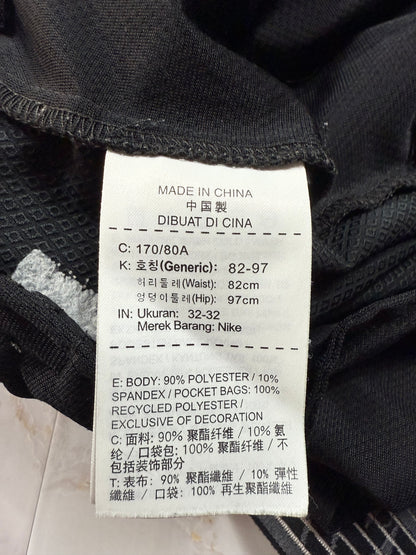 MADE IN CHINA
中国製
DIBUAT DI CINA
C: 170/80A
K: 호칭(Generic): 82-97
허리둘레(Waist): 82cm
엉덩이둘레(Hip): 97cm
IN: Ukuran: 32-32
Merek Barang: Nike
E: BODY: 90% POLYESTER / 10%
SPANDEX / POCKET BAGS: 100%
RECYCLED POLYESTER /
EXCLUSIVE OF DECORATION
C: 面料: 90% 聚酯纤维 / 10% 氨
纶 / 口袋包: 100% 聚酯纤维 / 不
包括装饰部分
T: 表布: 90% 聚酯纖維 / 10% 彈性
纖維 / 口袋: 100% 再生聚酯纖維